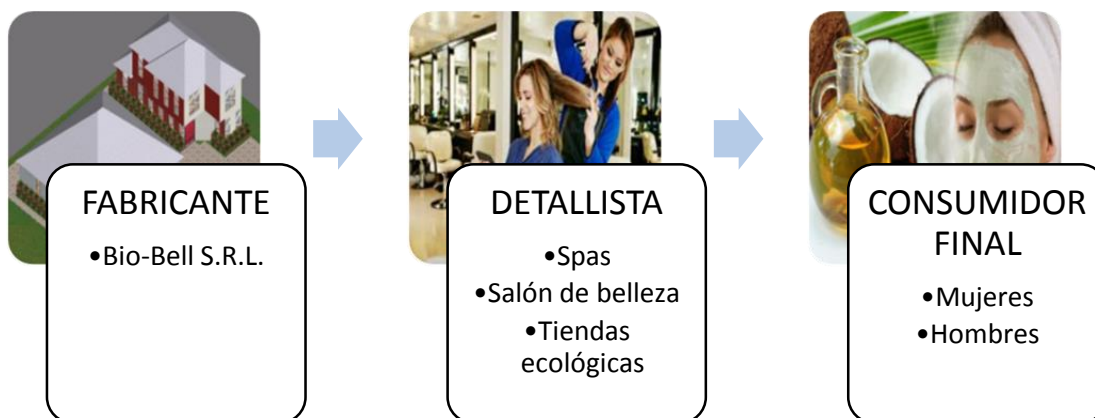 FABRICANTE
•Bio-Bell S.R.L.
DETALLISTA
•Spas
•Salón de belleza
•Tiendas
ecológicas
CONSUMIDOR
FINAL
•Mujeres
•Hombres